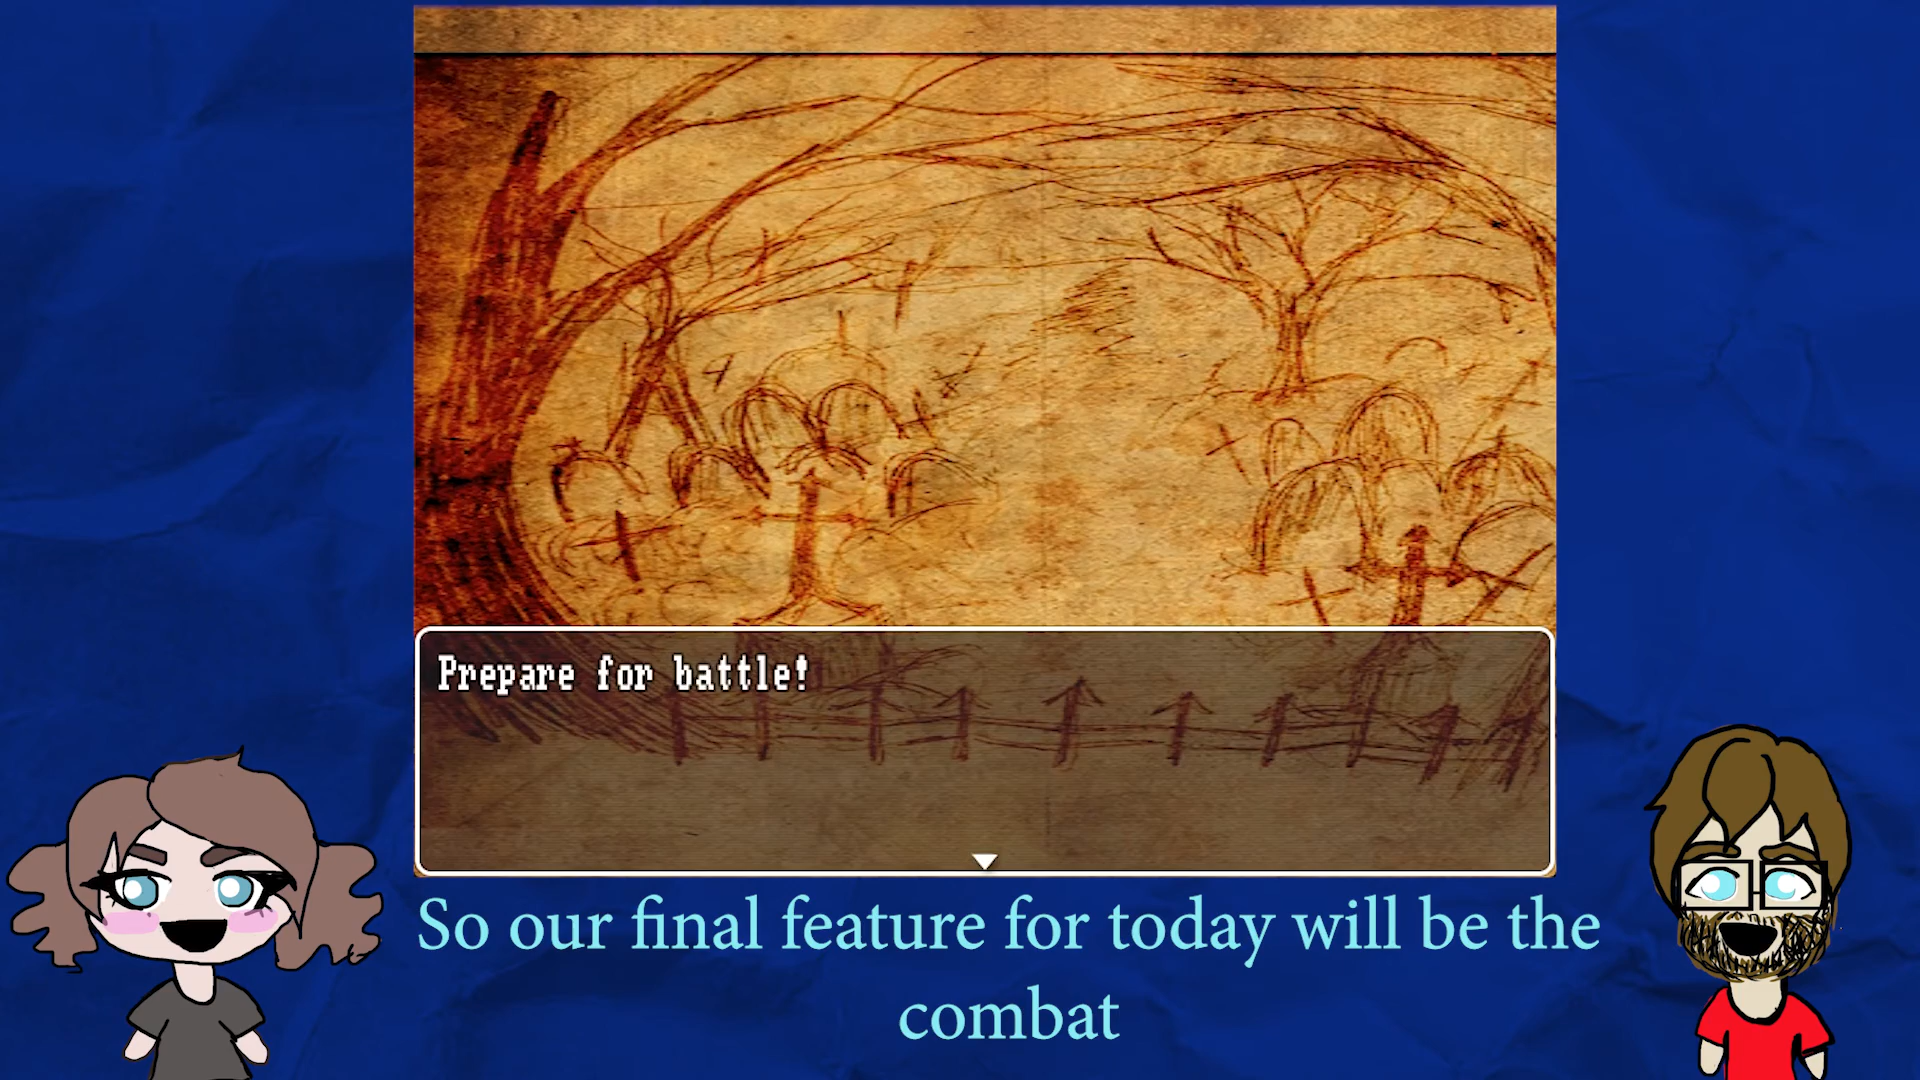 Prepare for battle!
So our final feature for today will be the
combat